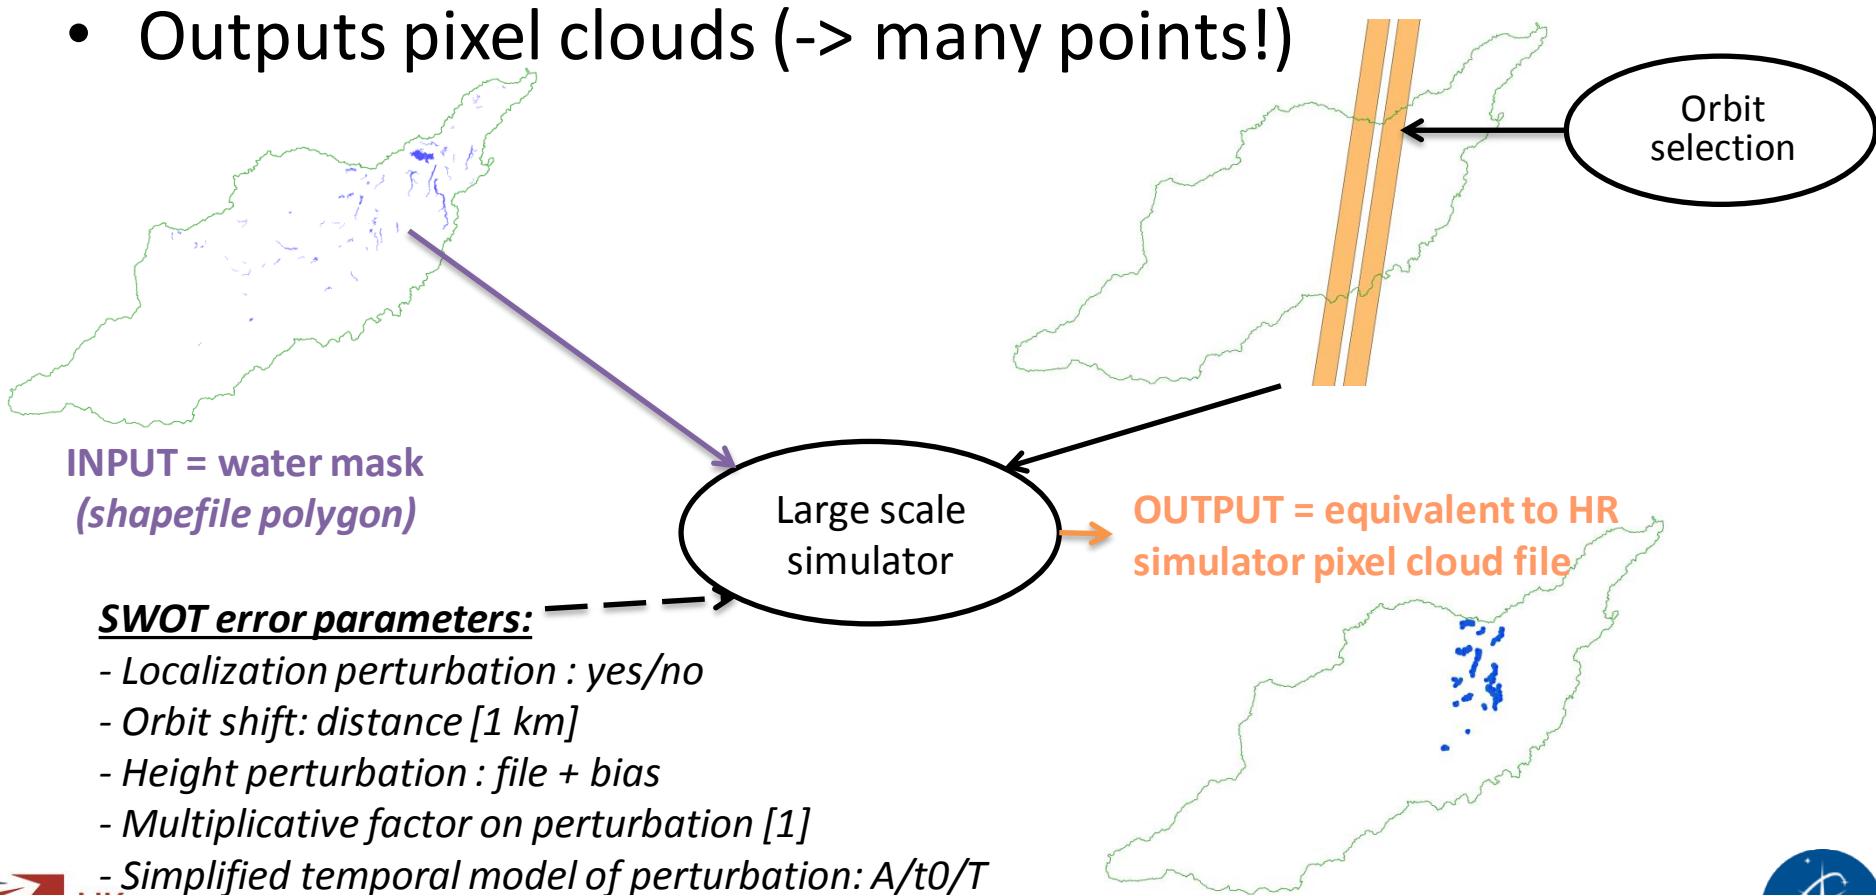 • Outputs pixel clouds (-> many points!)
Orbit
selection
INPUT = water mask
(shapefile polygon)
Large scale
simulator
OUTPUT = equivalent to HR
simulator pixel cloud file
SWOT error parameters:
- Localization perturbation : yes/no
- Orbit shift: distance [1 km]
- Height perturbation : file + bias
- Multiplicative factor on perturbation [1]
- Simplified temporal model of perturbation: A/t0/T